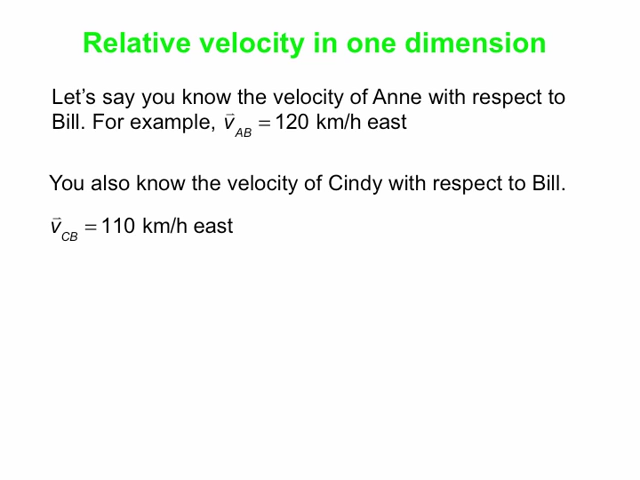 Relative velocity in one dimension
Let’s say you know the velocity of Anne with respect to
Bill. For example, v⃗_AB = 120 km/h east
You also know the velocity of Cindy with respect to Bill.
v⃗_CB = 110 km/h east